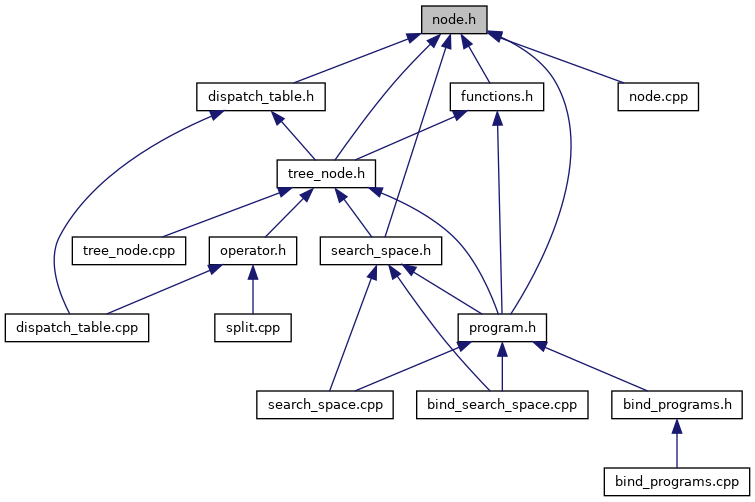 node.h
dispatch_table.h
functions.h
node.cpp
tree_node.h
tree_node.cpp
operator.h
search_space.h
dispatch_table.cpp
split.cpp
program.h
search_space.cpp
bind_search_space.cpp
bind_programs.h
bind_programs.cpp